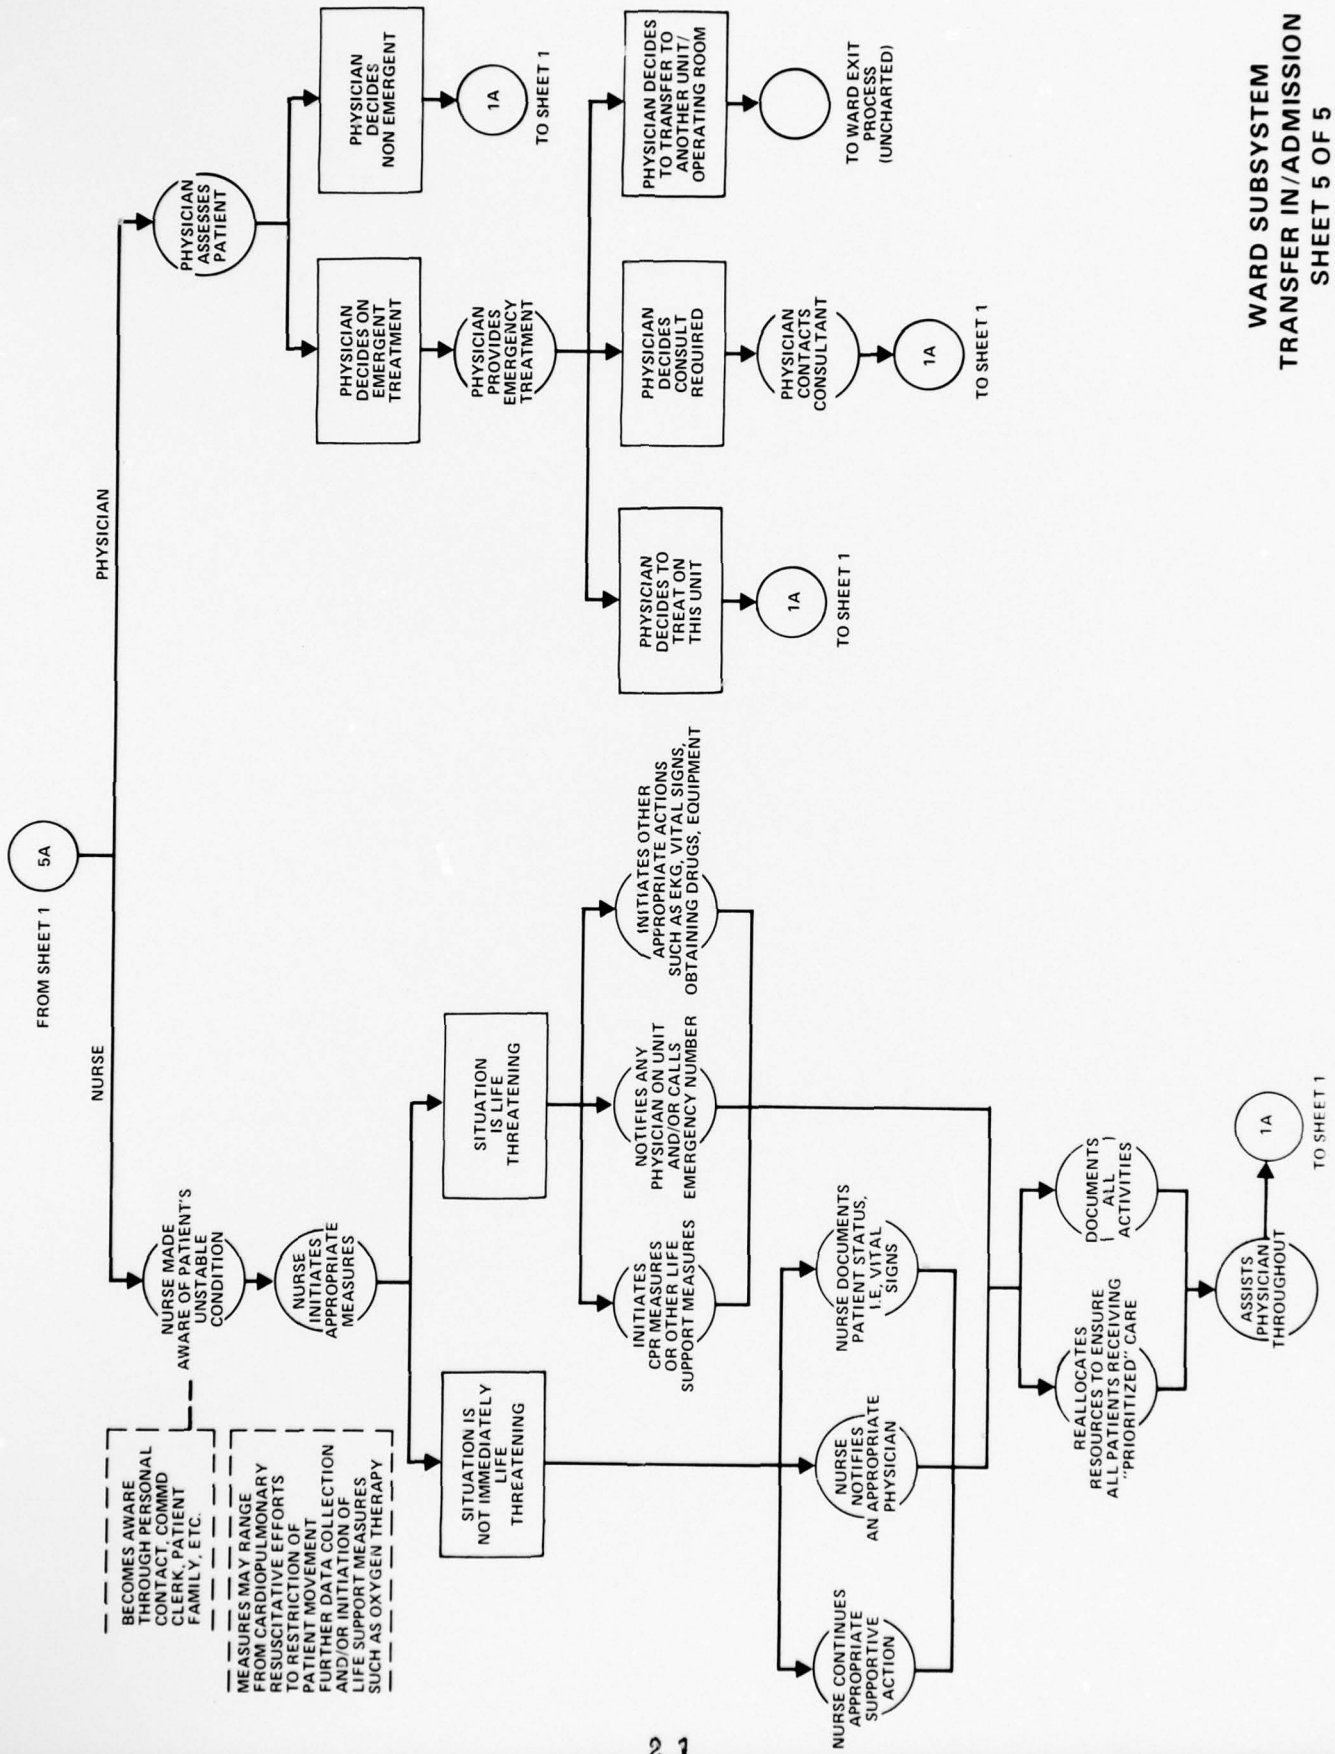 FROM SHEET 1
5A
NURSE
PHYSICIAN
BECOMES AWARE
THROUGH PERSONAL
CONTACT, COMMD
CLERK, PATIENT
FAMILY, ETC.
NURSE MADE
AWARE OF PATIENT'S
UNSTABLE
CONDITION
MEASURES MAY RANGE
FROM CARDIOPULMONARY
RESUSCITATIVE EFFORTS
TO RESTRICTION OF
PATIENT MOVEMENT
FURTHER DATA COLLECTION
AND/OR INITIATION OF
LIFE SUPPORT MEASURES
SUCH AS OXYGEN THERAPY
NURSE
INITIATES
APPROPRIATE
MEASURES
SITUATION IS
NOT IMMEDIATELY
LIFE
THREATENING
SITUATION
IS LIFE
THREATENING
INITIATES
CPR MEASURES
OR OTHER LIFE
SUPPORT MEASURES
NOTIFIES ANY
PHYSICIAN ON UNIT
AND/OR CALLS
EMERGENCY NUMBER
INITIATES OTHER
APPROPRIATE ACTIONS
SUCH AS EKG, VITAL SIGNS,
OBTAINING DRUGS, EQUIPMENT
NURSE CONTINUES
APPROPRIATE
SUPPORTIVE
ACTION
NURSE
NOTIFIES
AN APPROPRIATE
PHYSICIAN
NURSE DOCUMENTS
PATIENT STATUS,
I.E, VITAL
SIGNS
REALLOCATES
RESOURCES TO ENSURE
ALL PATIENTS RECEIVING
"PRIORITIZED" CARE
DOCUMENTS
ALL
ACTIVITIES
ASSISTS
PHYSICIAN
THROUGHOUT
1A
TO SHEET 1
PHYSICIAN
ASSESSES
PATIENT
PHYSICIAN
DECIDES ON
EMERGENT
TREATMENT
PHYSICIAN
DECIDES
NON EMERGENT
1A
TO SHEET 1
PHYSICIAN
PROVIDES
EMERGENCY
TREATMENT
PHYSICIAN
DECIDES TO
TREAT ON
THIS UNIT
1A
TO SHEET 1
PHYSICIAN
DECIDES
CONSULT
REQUIRED
PHYSICIAN
CONTACTS
CONSULTANT
1A
TO SHEET 1
PHYSICIAN DECIDES
TO TRANSFER TO
ANOTHER UNIT/
OPERATING ROOM
TO WARD EXIT
PROCESS
(UNCHARTED)
WARD SUBSYSTEM
TRANSFER IN/ADMISSION
SHEET 5 OF 5